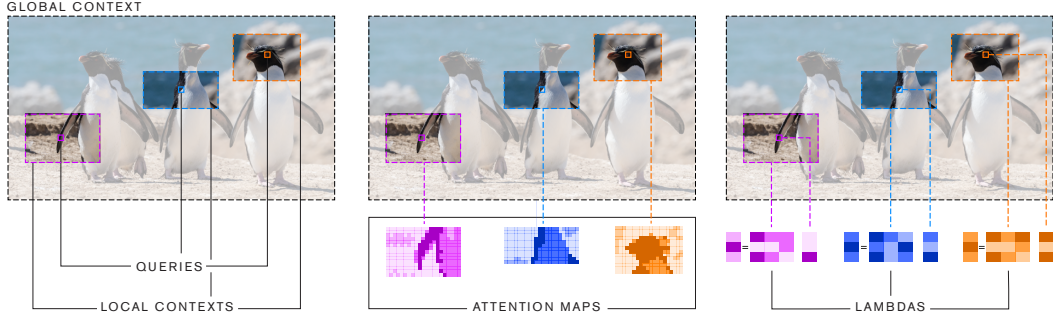 GLOBAL CONTEXT
QUERIES
LOCAL CONTEXTS
ATTENTION MAPS
=
=
=
LAMBDAS